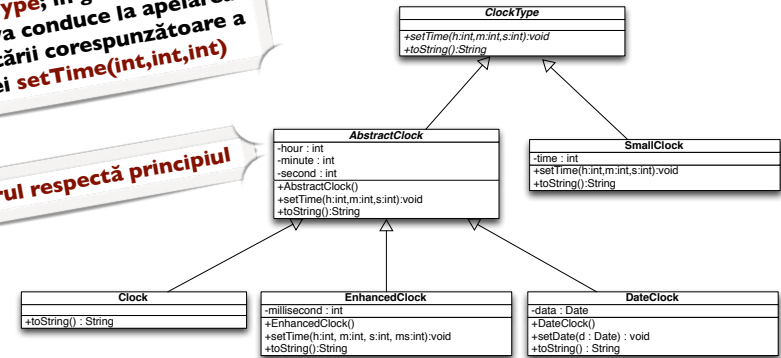 ype; în g
a conduce la apelarea
tării corespunzătoare a
ei setTime(int,int,int)
rul respectă principiul
ClockType
+setTime(h:int,m:int,s:int):void
+toString():String
AbstractClock
-hour : int
-minute : int
-second : int
+AbstractClock()
+setTime(h:int,m:int,s:int):void
+toString():String
SmallClock
-time : int
+setTime(h:int,m:int,s:int):void
+toString():String
Clock
+toString() : String
EnhancedClock
-millisecond : int
+EnhancedClock()
+setTime(h:int, m:int, s:int, ms:int):void
+toString():String
DateClock
-data : Date
+DateClock()
+setDate(d : Date) : void
+toString() : String